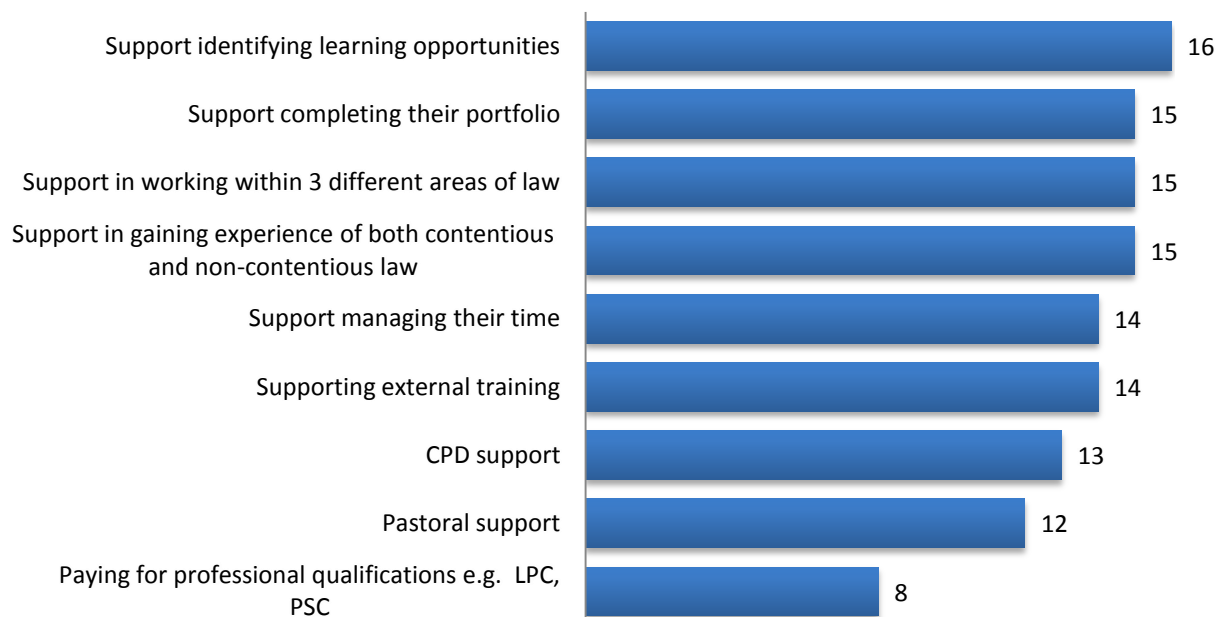 Support identifying learning opportunities 16
Support completing their portfolio 15
Support in working within 3 different areas of law 15
Support in gaining experience of both contentious
and non-contentious law 15
Support managing their time 14
Supporting external training 14
CPD support 13
Pastoral support 12
Paying for professional qualifications e.g. LPC,
PSC 8